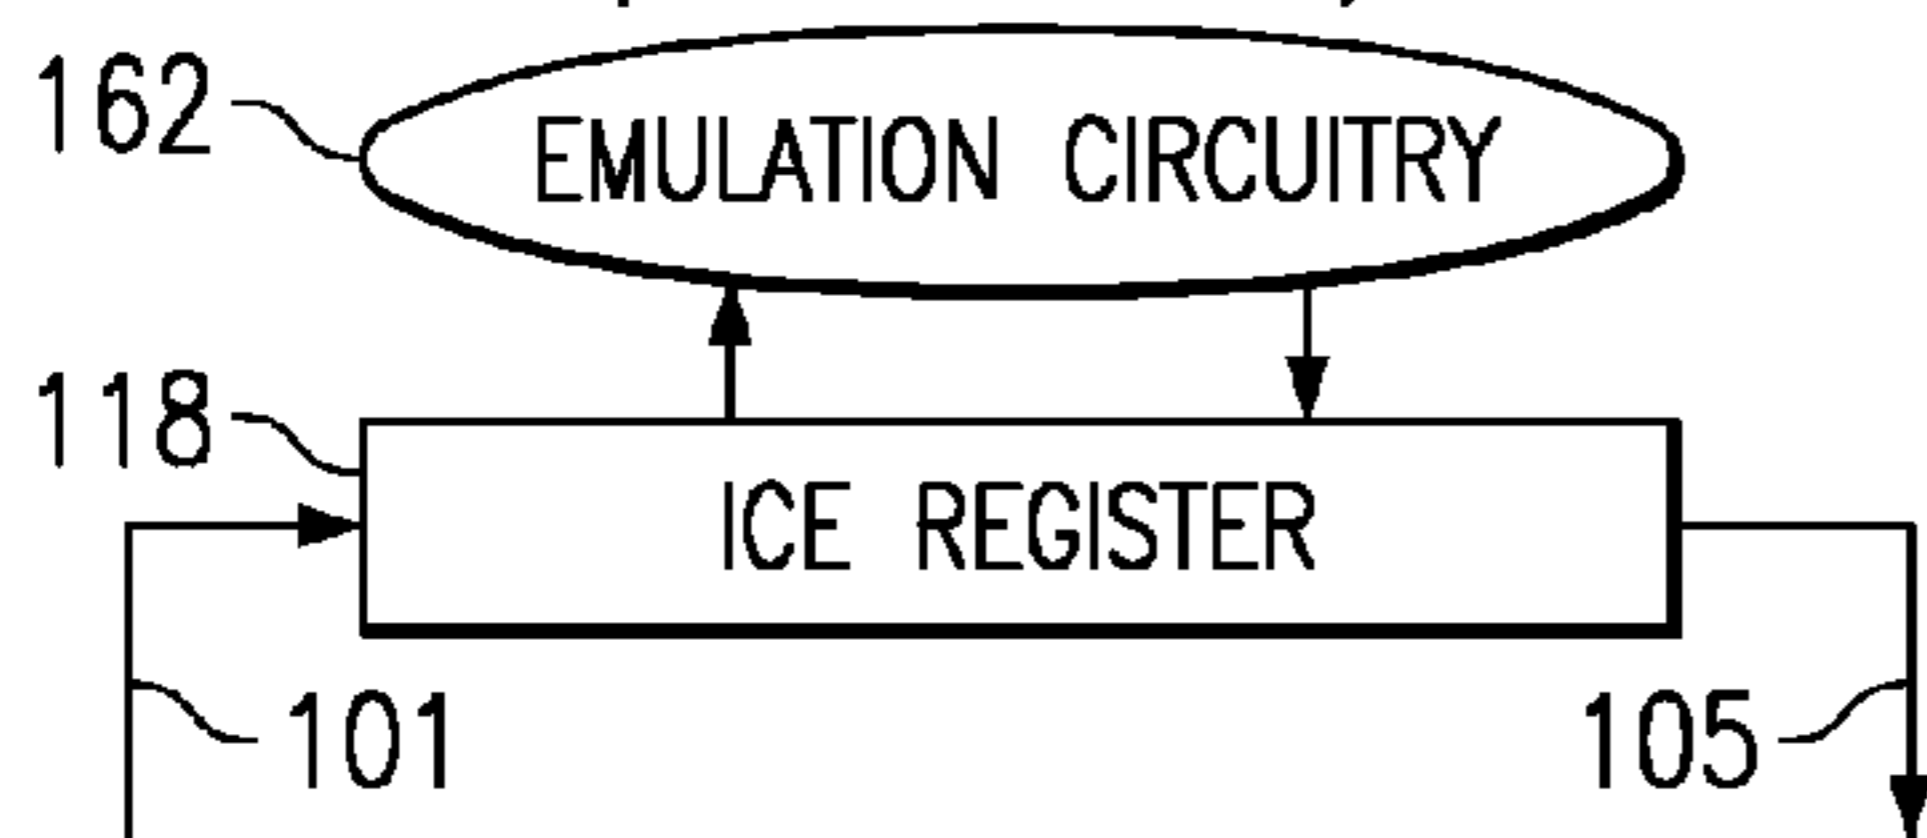 162
EMULATION CIRCUITRY
118
ICE REGISTER
101
105